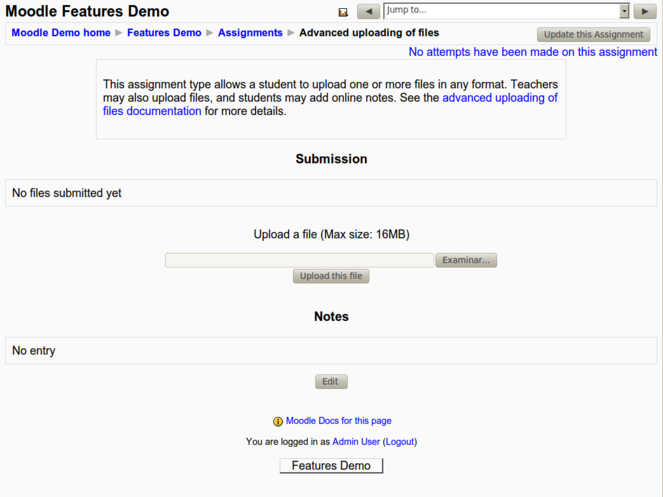 Moodle Features Demo
Jump to...
Moodle Demo home ► Features Demo ► Assignments ► Advanced uploading of files
Update this Assignment
No attempts have been made on this assignment
This assignment type allows a student to upload one or more files in any format. Teachers
may also upload files, and students may add online notes. See the advanced uploading of
files documentation for more details.
Submission
No files submitted yet
Upload a file (Max size: 16MB)
Examinar...
Upload this file
Notes
No entry
Edit
Moodle Docs for this page
You are logged in as Admin User (Logout)
Features Demo